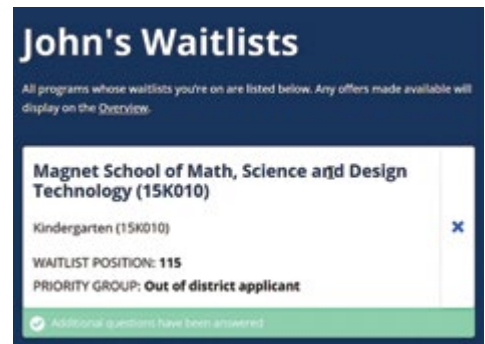 John's Waitlists
All programs whose waitlists you're on are listed below. Any offers made available will
display on the Overview.
Magnet School of Math, Science and Design
Technology (15K010)
Kindergarten (15K010)
WAITLIST POSITION: 115
PRIORITY GROUP: Out of district applicant
Additional questions have been answered